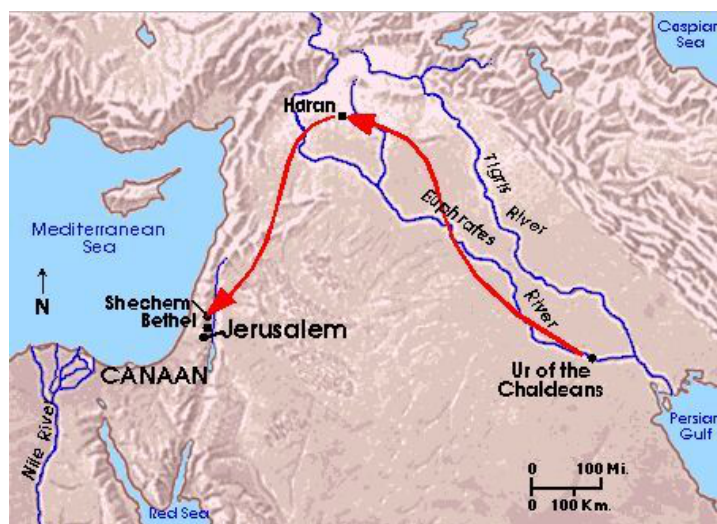 Caspian
Sea
Haran
Tigris
River
Euphrates
River
Mediterranean
Sea
N
Shechem
Bethel
Jerusalem
CANAAN
Ur of the
Chaldeans
Nile River
Persian
Gulf
0 100 Mi.
0 100 Km.
Red Sea